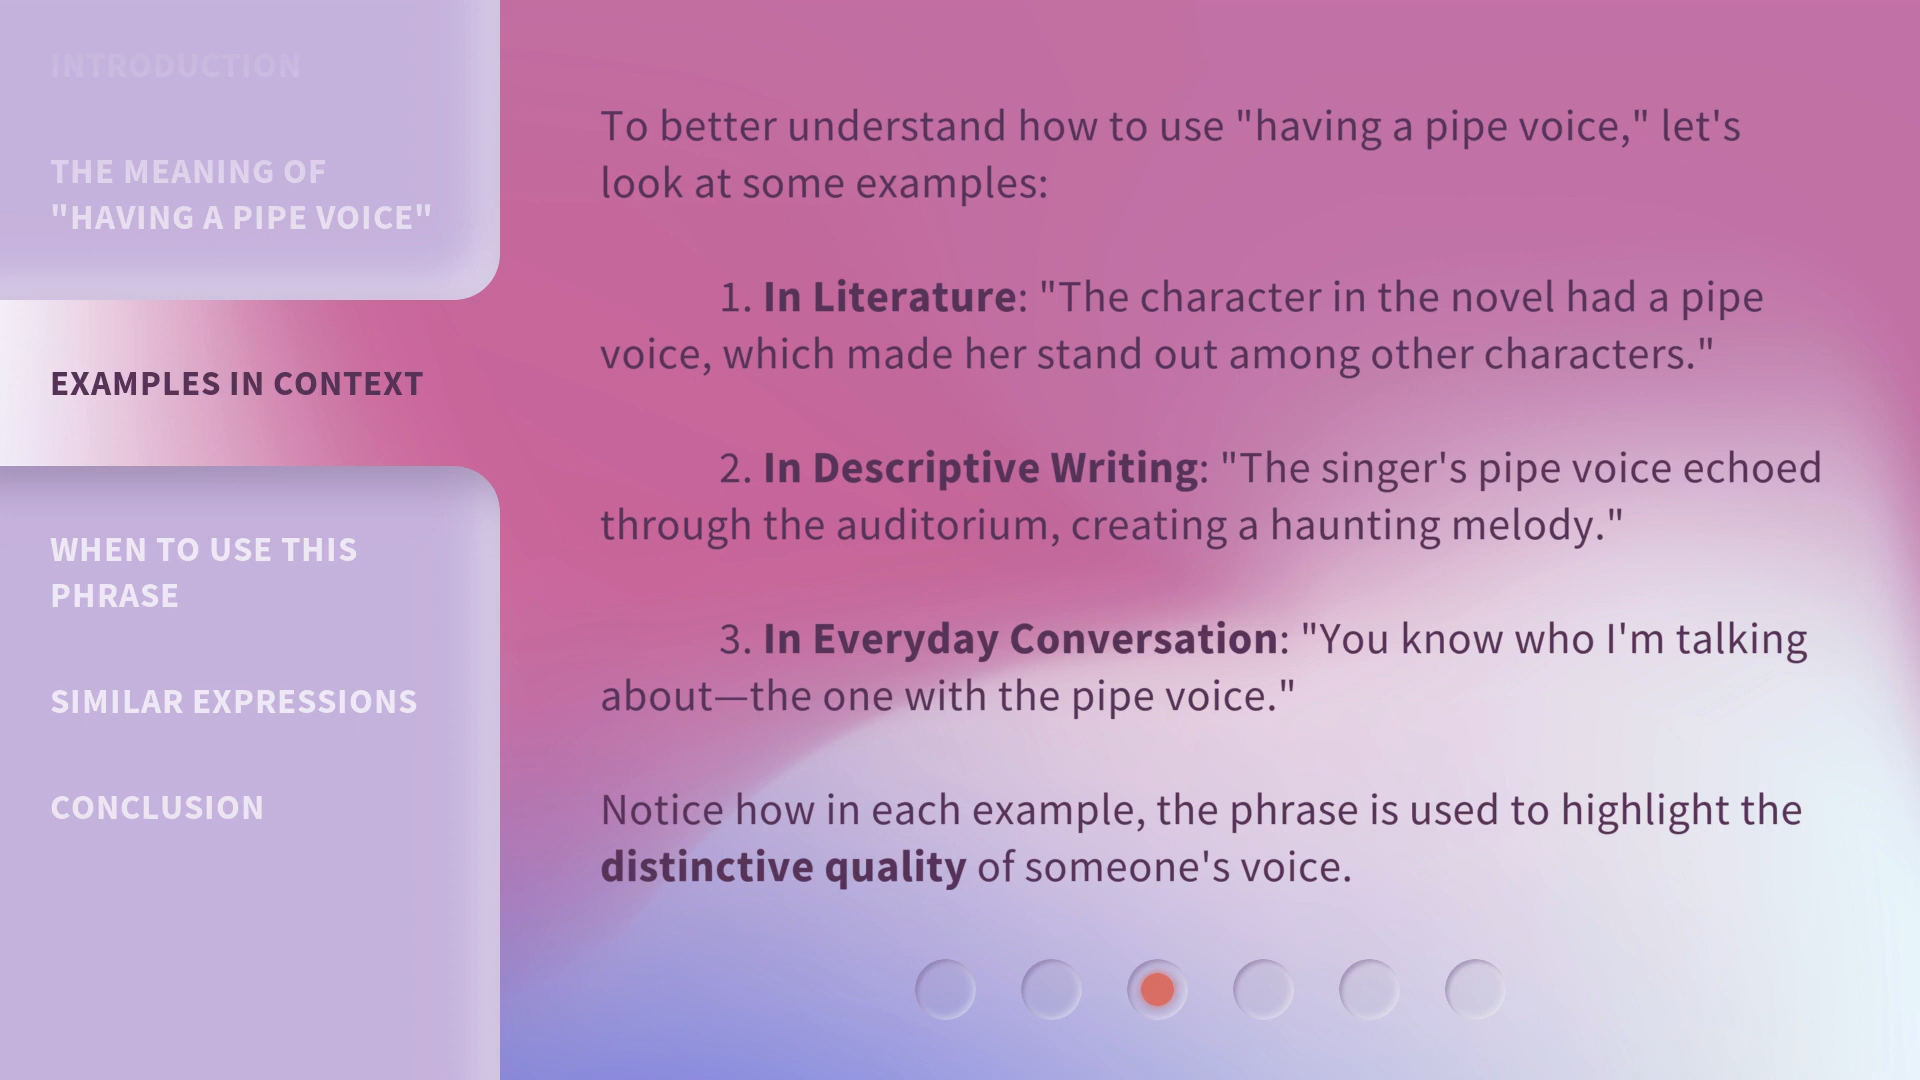 INTRODUCTION
THE MEANING OF
"HAVING A PIPE VOICE"
EXAMPLES IN CONTEXT
WHEN TO USE THIS
PHRASE
SIMILAR EXPRESSIONS
CONCLUSION
To better understand how to use "having a pipe voice," let's
look at some examples:
1. In Literature: "The character in the novel had a pipe
voice, which made her stand out among other characters."
2. In Descriptive Writing: "The singer's pipe voice echoed
through the auditorium, creating a haunting melody."
3. In Everyday Conversation: "You know who I'm talking
about—the one with the pipe voice."
Notice how in each example, the phrase is used to highlight the
distinctive quality of someone's voice.